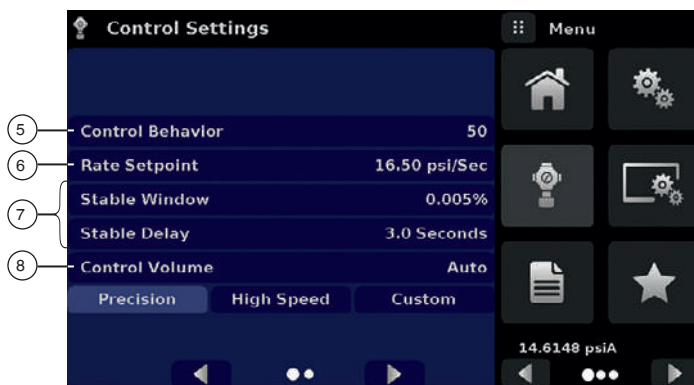 Control Settings
Menu
5
Control Behavior 50
6
Rate Setpoint 16.50 psi/Sec
7
Stable Window 0.005%
Stable Delay 3.0 Seconds
8
Control Volume Auto
Precision High Speed Custom
14.6148 psiA